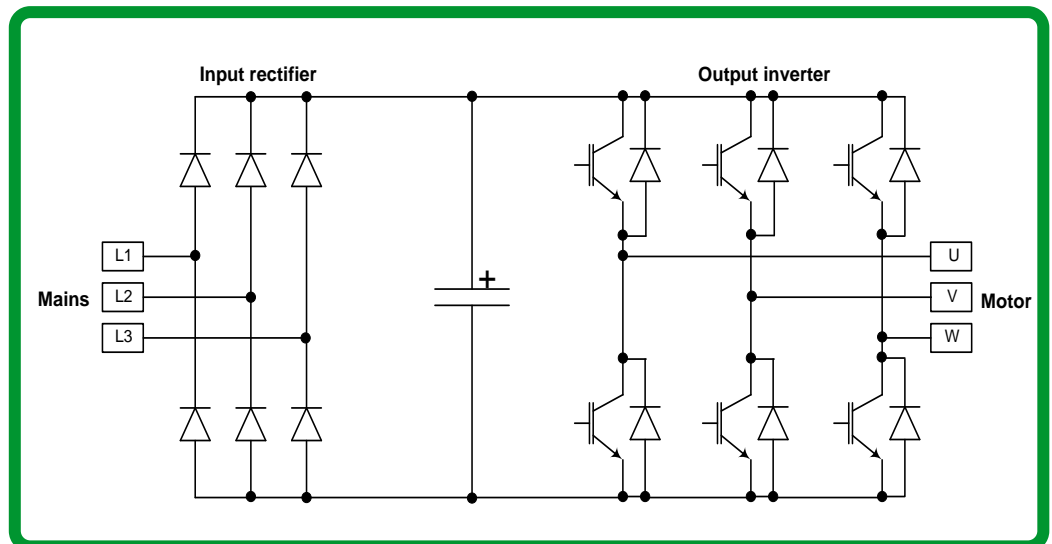 Input rectifier
Output inverter
L1
U
+
Mains
L2
V
Motor
L3
W